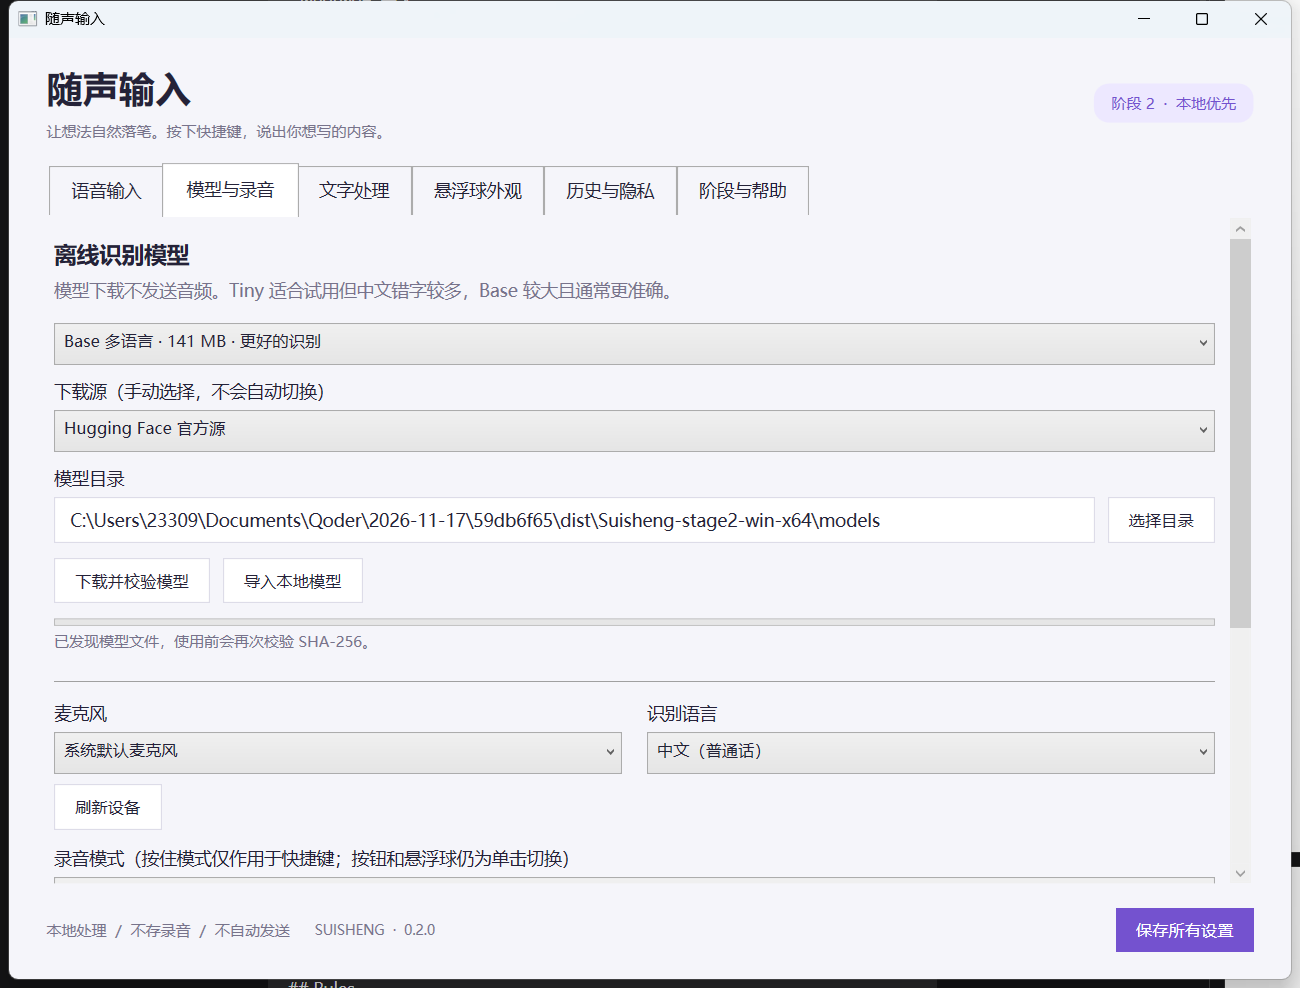 随声输入
随声输入
让想法自然落笔。按下快捷键，说出你想写的内容。
阶段 2 · 本地优先
语音输入 模型与录音 文字处理 悬浮球外观 历史与隐私 阶段与帮助
离线识别模型
模型下载不发送音频。Tiny 适合试用但中文错字较多，Base 较大且通常更准确。
Base 多语言 · 141 MB · 更好的识别
下载源（手动选择，不会自动切换）
Hugging Face 官方源
模型目录
C:\Users\23309\Documents\Qoder\2026-11-17\59db6f65\dist\Suisheng-stage2-win-x64\models
选择目录
下载并校验模型 导入本地模型
已发现模型文件，使用前会再次校验 SHA-256。
麦克风 识别语言
系统默认麦克风 中文（普通话）
刷新设备
录音模式（按住模式仅作用于快捷键；按钮和悬浮球仍为单击切换）
本地处理 / 不存录音 / 不自动发送 SUISHENG · 0.2.0
保存所有设置